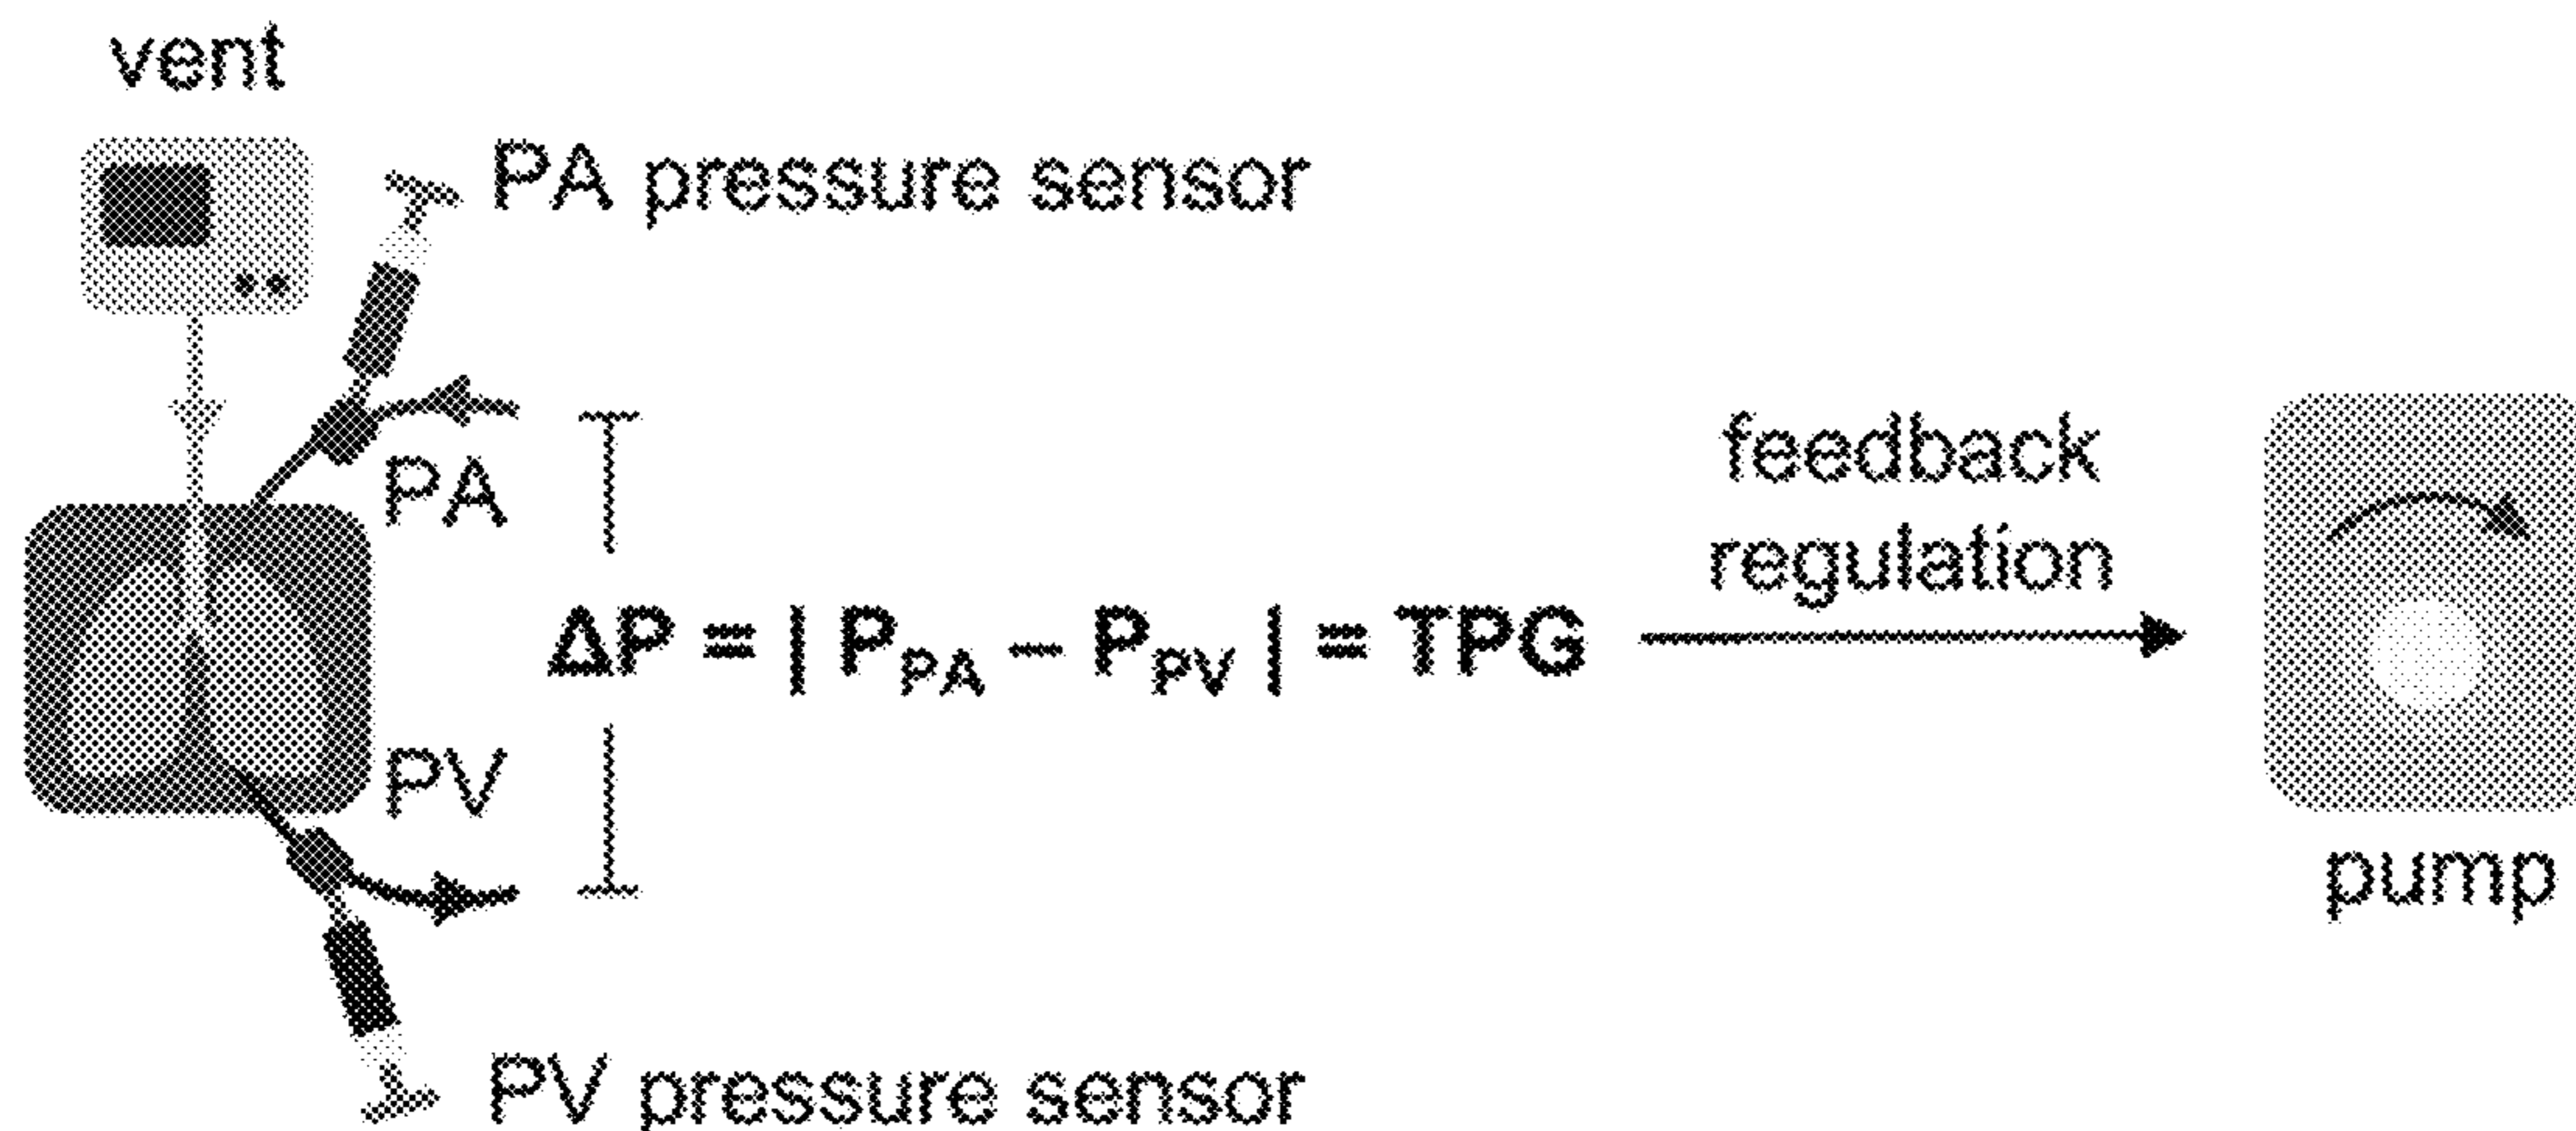 vent
PA pressure sensor
PA
feedback
regulation
ΔP = | P_PA – P_PV | = TPG
PV
pump
PV pressure sensor